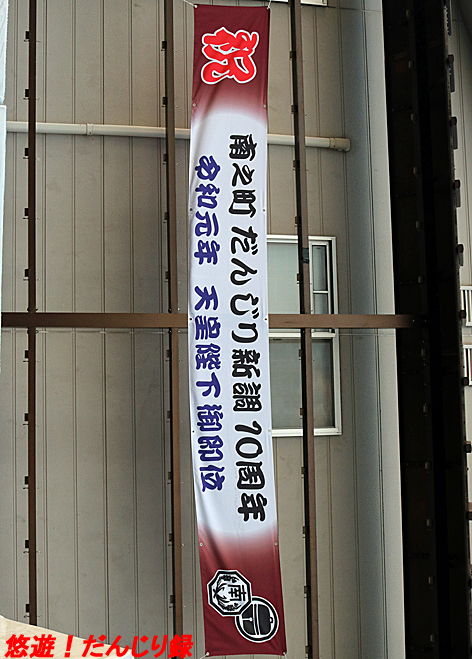 祝
南之町 だんじり新調10周年
令和元年 天皇陛下御即位
南
悠遊！だんじり録